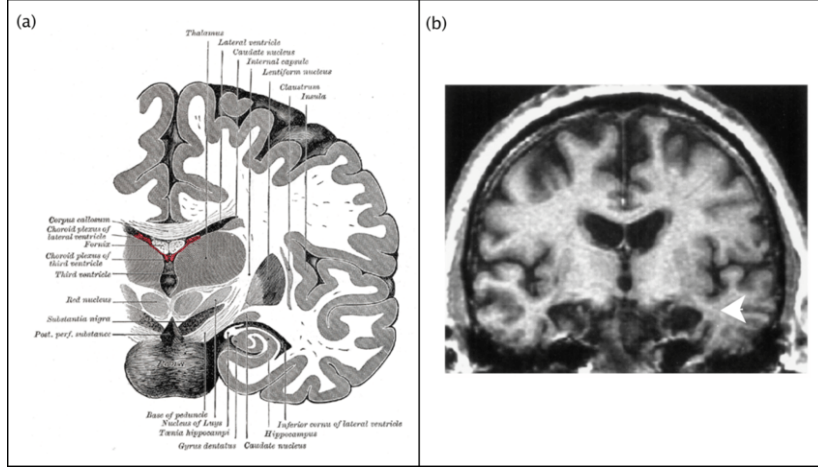 (a)
(b)
Thalamus
Lateral ventricle
Caudate nucleus
Internal capsule
Lentiform nucleus
Claustrum
Insula
Corpus callosum
Choroid plexus of
lateral ventricle
Fornix
Choroid plexus of
third ventricle
Third ventricle
Red nucleus
Substantia nigra
Post. perf. substance
Base of peduncle
Nucleus of Luys
Tænia hippocampi
Gyrus dentatus
Caudate nucleus
Hippocampus
Inferior cornu of lateral ventricle